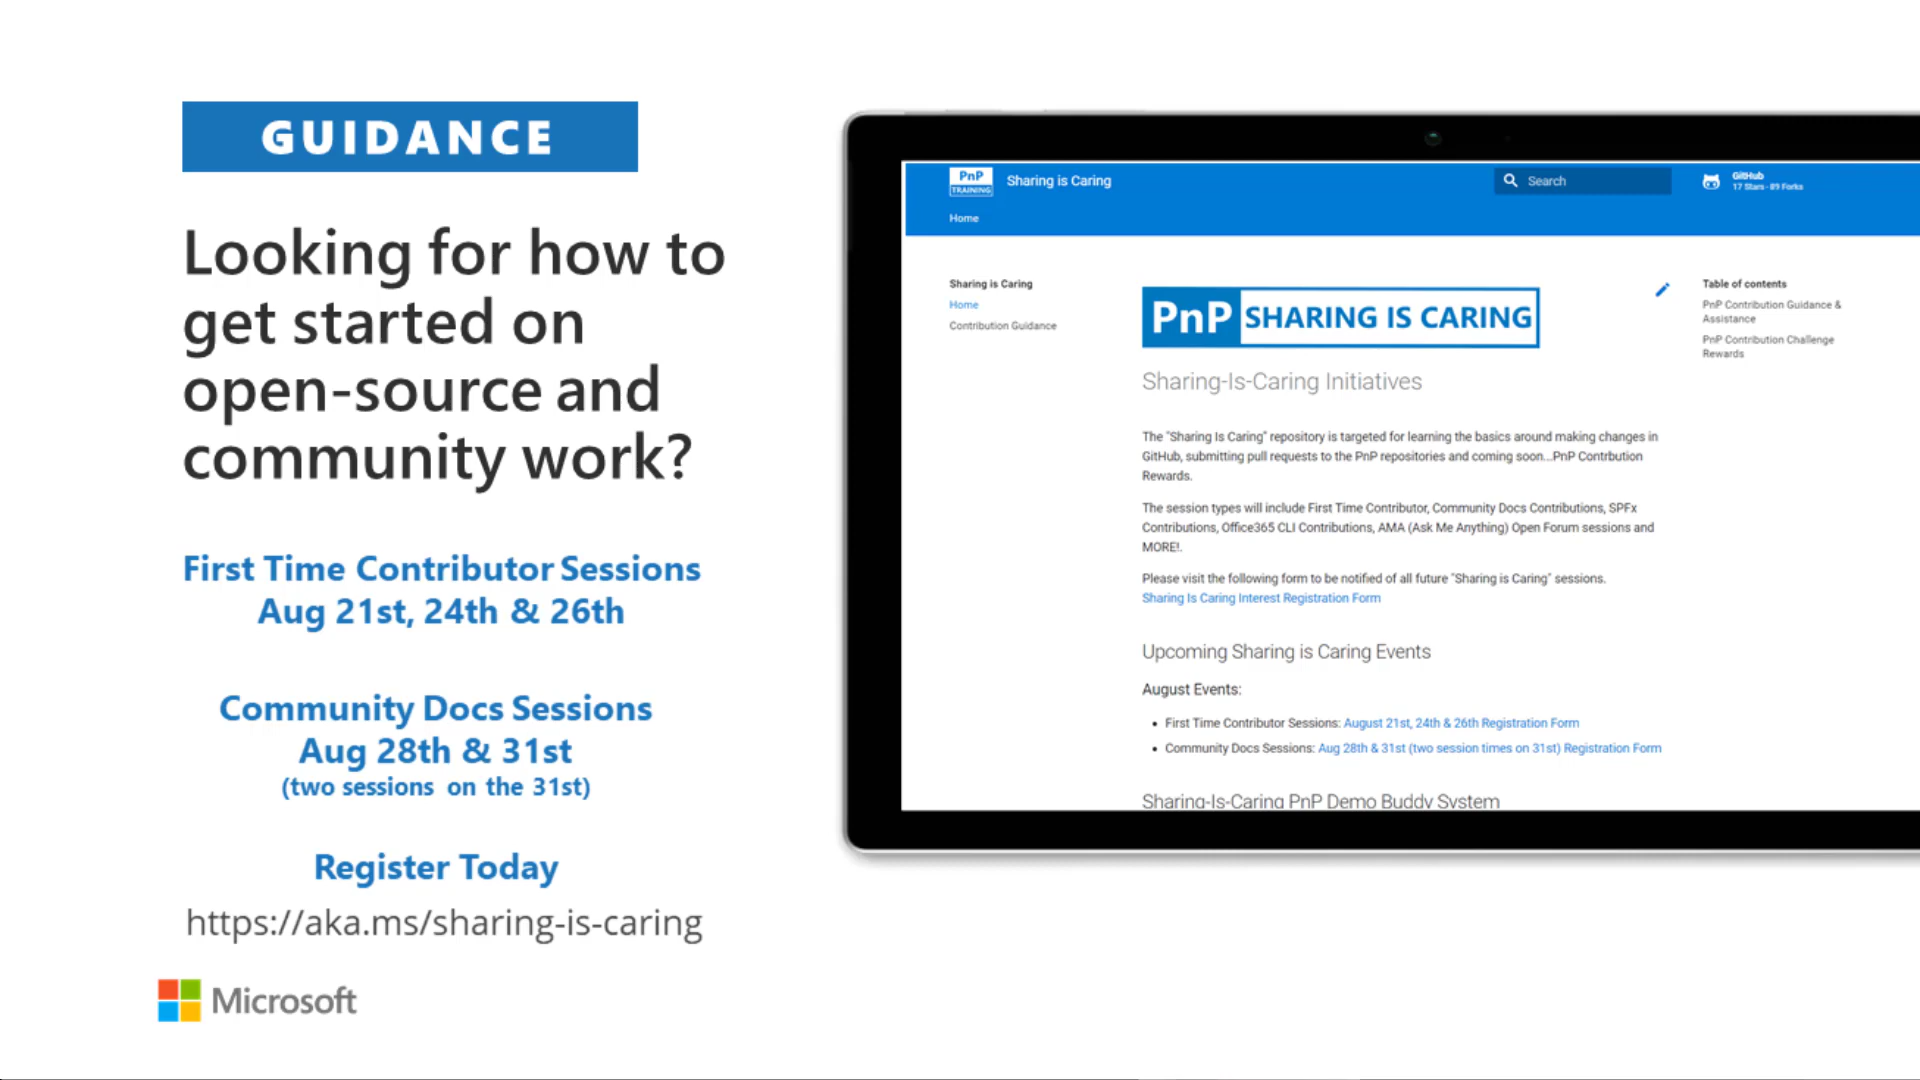 GUIDANCE
Looking for how to
get started on
open-source and
community work?
First Time Contributor Sessions
Aug 21st, 24th & 26th
Community Docs Sessions
Aug 28th & 31st
(two sessions on the 31st)
Register Today
https://aka.ms/sharing-is-caring
Microsoft
PnP
TRAINING
Sharing is Caring
Search
GitHub
17 Stars · 89 Forks
Home
Sharing is Caring
Home
Contribution Guidance
PnP SHARING IS CARING
Sharing-Is-Caring Initiatives
The "Sharing Is Caring" repository is targeted for learning the basics around making changes in
GitHub, submitting pull requests to the PnP repositories and coming soon...PnP Contrbution
Rewards.
The session types will include First Time Contributor, Community Docs Contributions, SPFx
Contributions, Office365 CLI Contributions, AMA (Ask Me Anything) Open Forum sessions and
MORE!.
Please visit the following form to be notified of all future "Sharing is Caring" sessions.
Sharing Is Caring Interest Registration Form
Upcoming Sharing is Caring Events
August Events:
• First Time Contributor Sessions: August 21st, 24th & 26th Registration Form
• Community Docs Sessions: Aug 28th & 31st (two session times on 31st) Registration Form
Sharing-Is-Caring PnP Demo Buddy System
Table of contents
PnP Contribution Guidance &
Assistance
PnP Contribution Challenge
Rewards